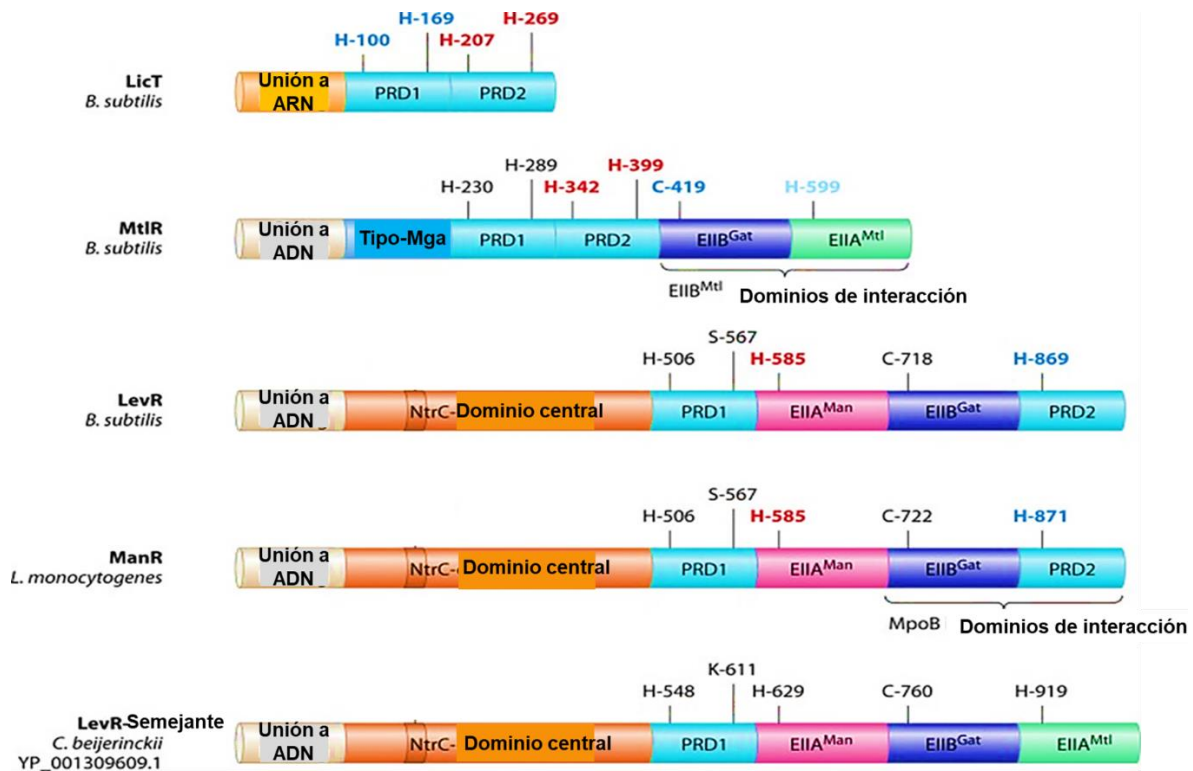 H-169 H-269
H-100 H-207
LicT
B. subtilis
Unión a
ARN
PRD1 PRD2
H-289 H-399
H-230 H-342 C-419 H-599
MtlR
B. subtilis
Unión a
ADN
Tipo-Mga PRD1 PRD2 EIIBGat EIIAMtl
EIIBMtl Dominios de interacción
S-567
H-506 H-585 C-718 H-869
LevR
B. subtilis
Unión a
ADN
NtrC-Dominio central PRD1 EIIAMan EIIBGat PRD2
S-567
H-506 H-585 C-722 H-871
ManR
L. monocytogenes
Unión a
ADN
NtrC- Dominio central PRD1 EIIAMan EIIBGat PRD2
MpoB Dominios de interacción
K-611
H-548 H-629 C-760 H-919
LevR-Semejante
C. beijerinckii
YP_001309609.1
Unión a
ADN
NtrC- Dominio central PRD1 EIIAMan EIIBGat EIIAMtl